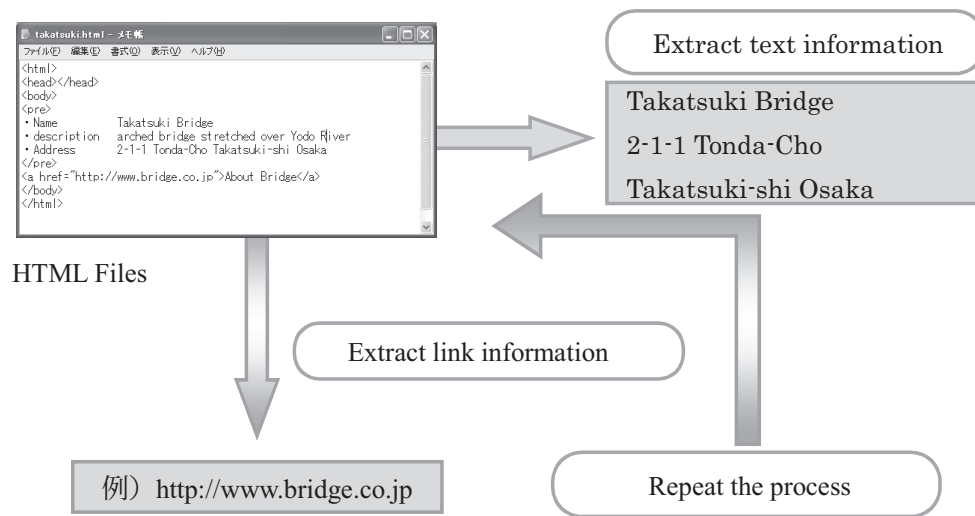 takatsuki.html - メモ帳
ファイル(F) 編集(E) 書式(O) 表示(V) ヘルプ(H)
<html>
<head></head>
<body>
<pre>
・Name Takatsuki Bridge
・description arched bridge stretched over Yodo River
・Address 2-1-1 Tonda-Cho Takatsuki-shi Osaka
</pre>
<a href="http://www.bridge.co.jp">About Bridge</a>
</body>
</html>
HTML Files
Extract text information
Takatsuki Bridge
2-1-1 Tonda-Cho
Takatsuki-shi Osaka
Extract link information
例）http://www.bridge.co.jp
Repeat the process